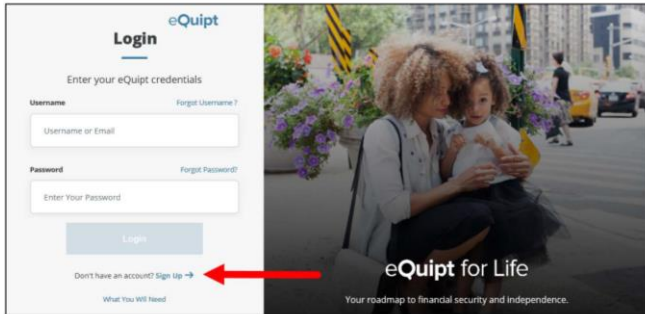 eQuipt
Login
Enter your eQuipt credentials
Username Forgot Username ?
Username or Email
Password Forgot Password?
Enter Your Password
Login
Don't have an account? Sign Up →
What You Will Need
eQuipt for Life
Your roadmap to financial security and independence.